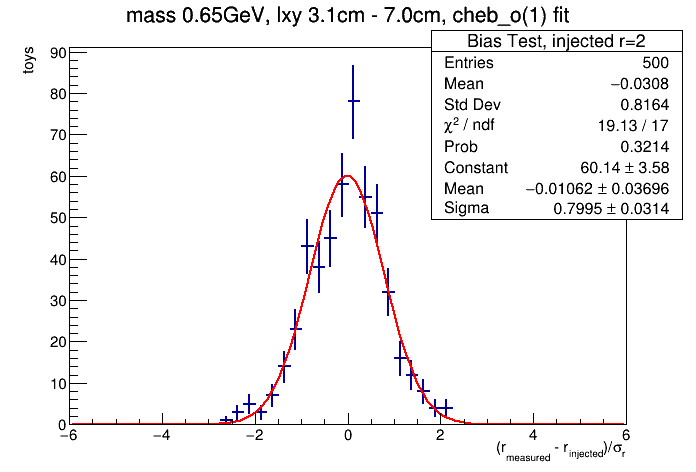 mass 0.65GeV, lxy 3.1cm - 7.0cm, cheb_o(1) fit
Bias Test, injected r=2
Entries 500
Mean −0.0308
Std Dev 0.8164
χ² / ndf 19.13 / 17
Prob 0.3214
Constant 60.14 ± 3.58
Mean −0.01062 ± 0.03696
Sigma 0.7995 ± 0.0314
toys
90
80
70
60
50
40
30
20
10
0
−6 −4 −2 0 2 4 6
(r_measured - r_injected)/σ_r